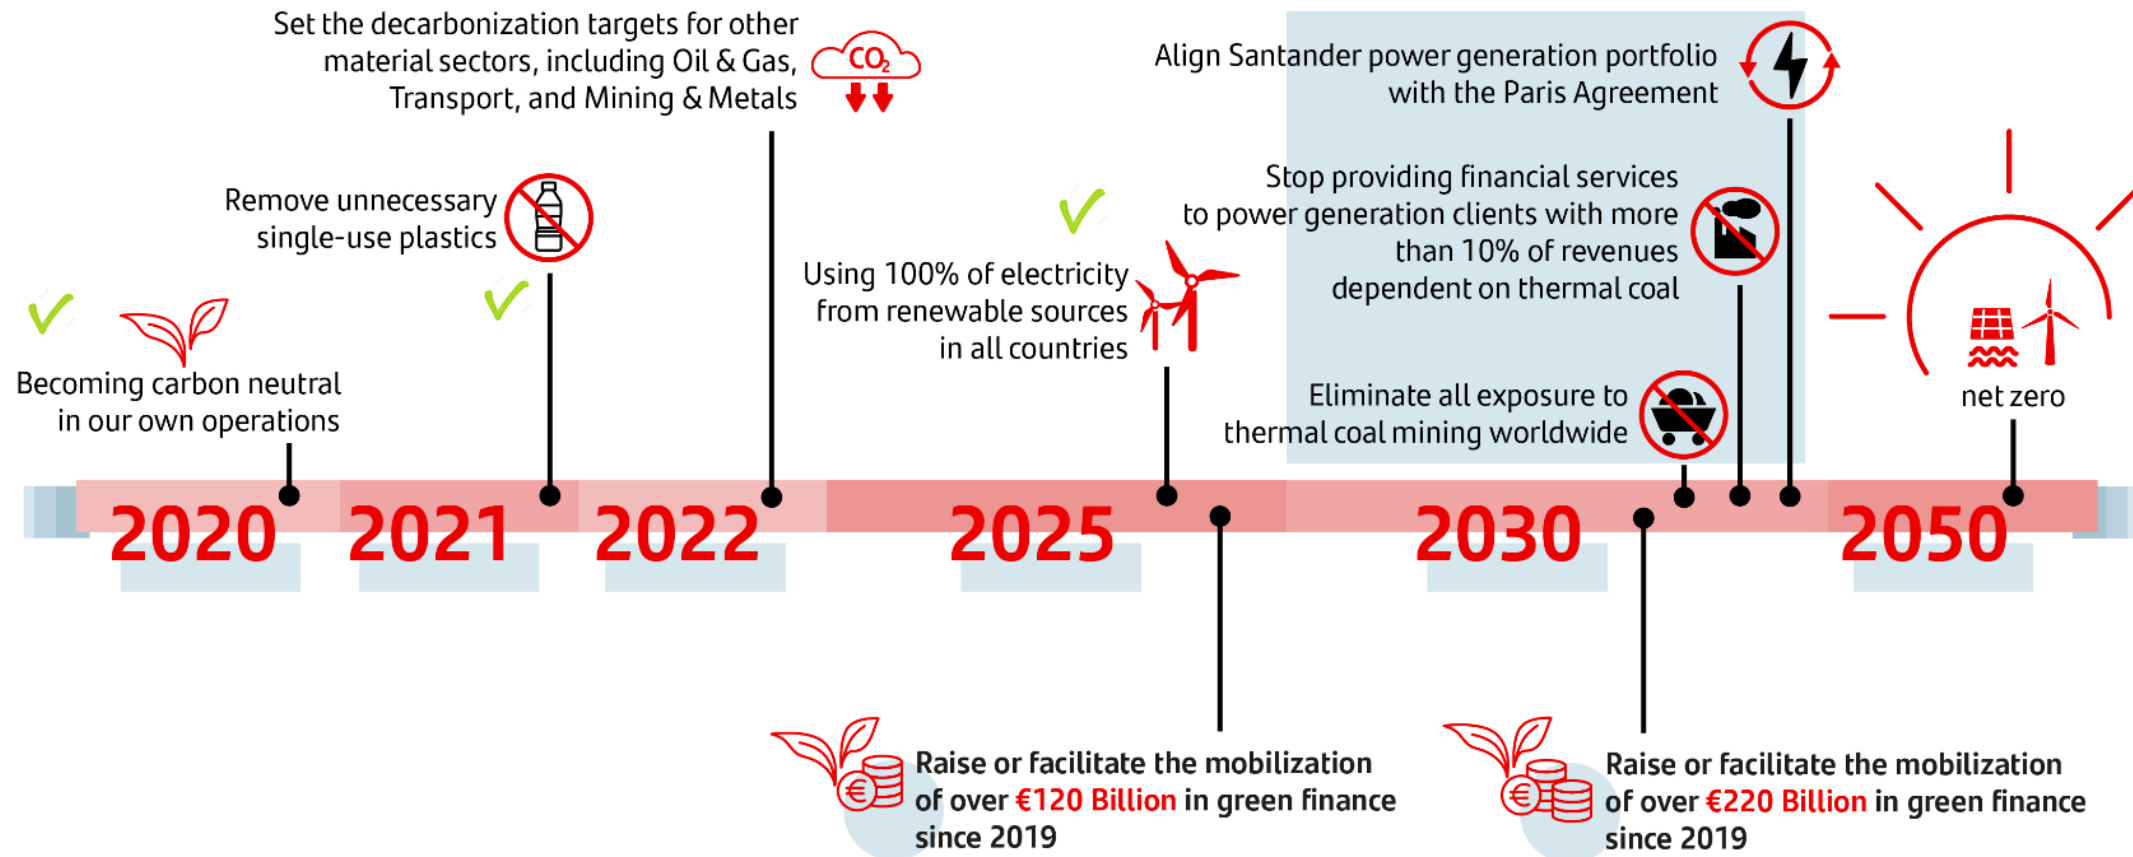 Set the decarbonization targets for other
material sectors, including Oil & Gas,
Transport, and Mining & Metals
CO₂
Align Santander power generation portfolio
with the Paris Agreement
Remove unnecessary
single-use plastics
Stop providing financial services
to power generation clients with more
than 10% of revenues
dependent on thermal coal
Using 100% of electricity
from renewable sources
in all countries
Becoming carbon neutral
in our own operations
Eliminate all exposure to
thermal coal mining worldwide
net zero
2020
2021
2022
2025
2030
2050
€
Raise or facilitate the mobilization
of over €120 Billion in green finance
since 2019
€
Raise or facilitate the mobilization
of over €220 Billion in green finance
since 2019